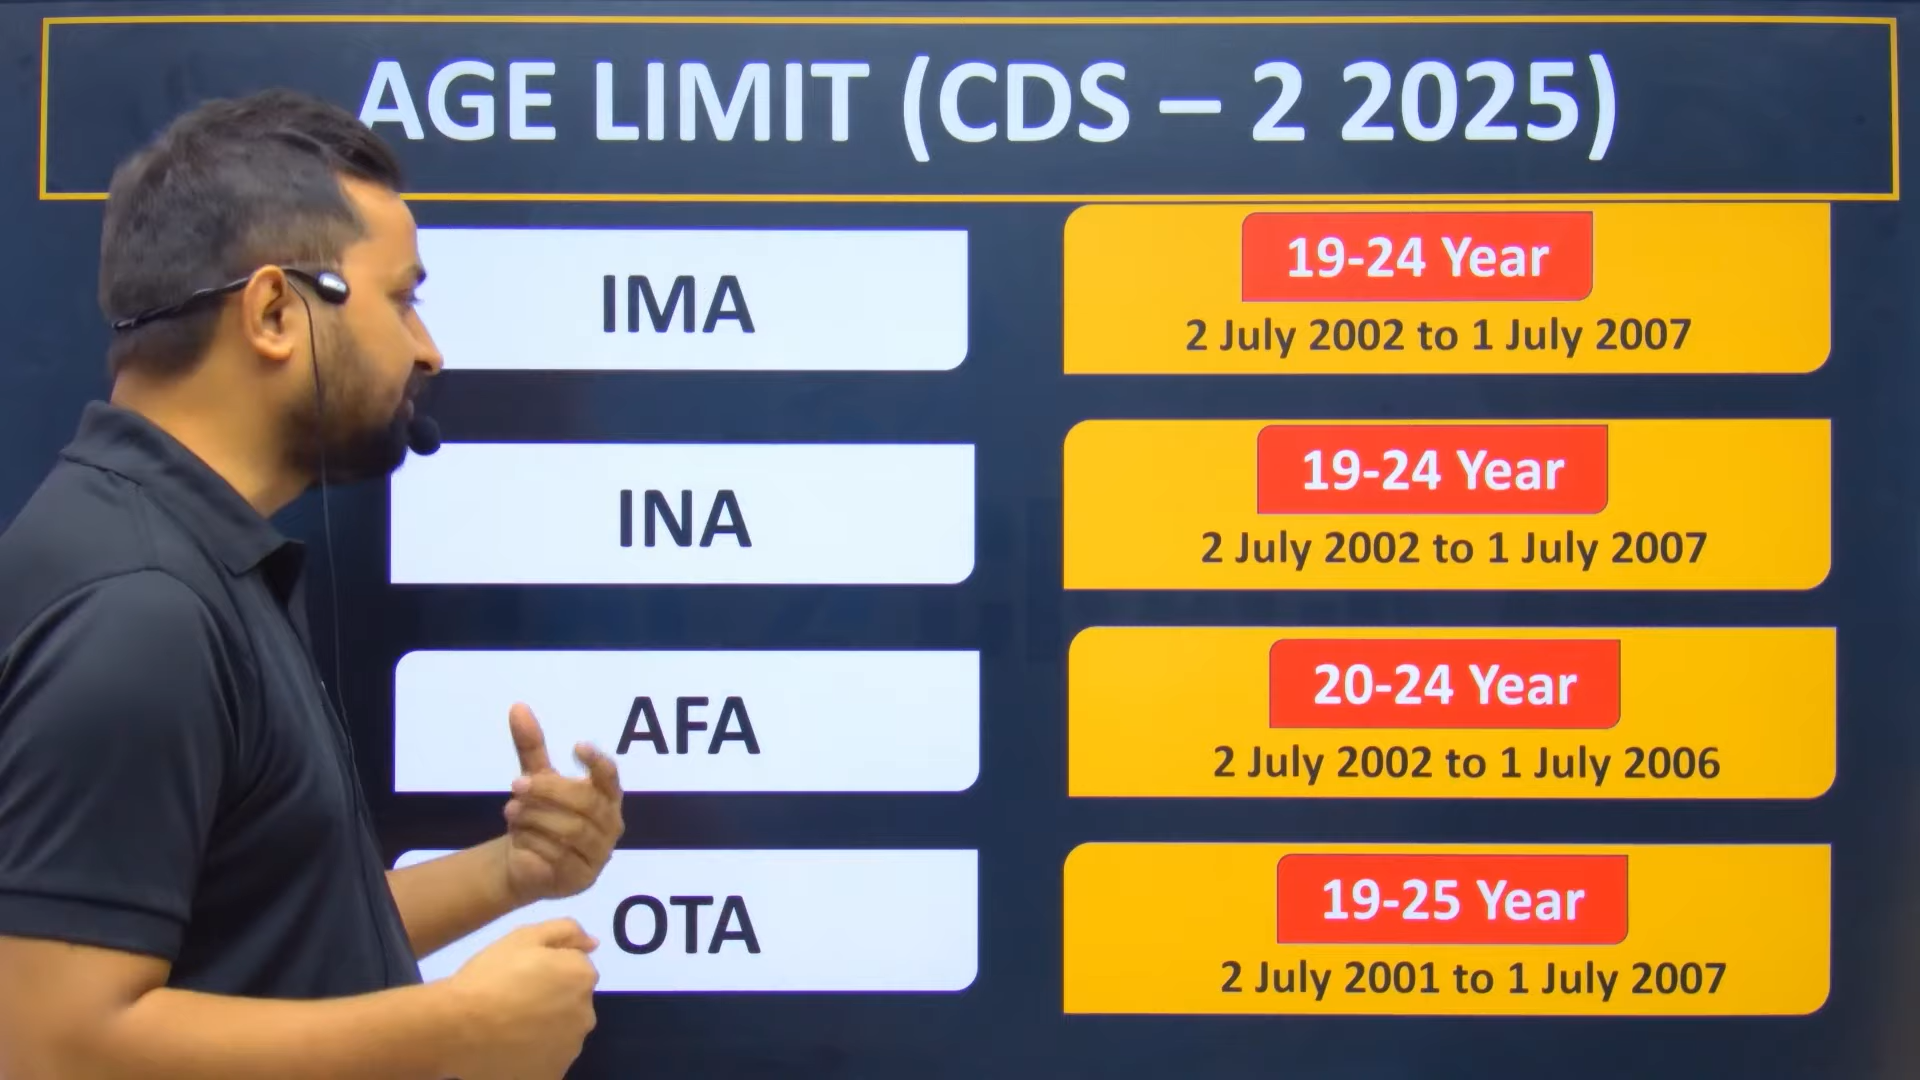 AGE LIMIT (CDS – 2 2025)
IMA
19-24 Year
2 July 2002 to 1 July 2007
INA
19-24 Year
2 July 2002 to 1 July 2007
AFA
20-24 Year
2 July 2002 to 1 July 2006
OTA
19-25 Year
2 July 2001 to 1 July 2007